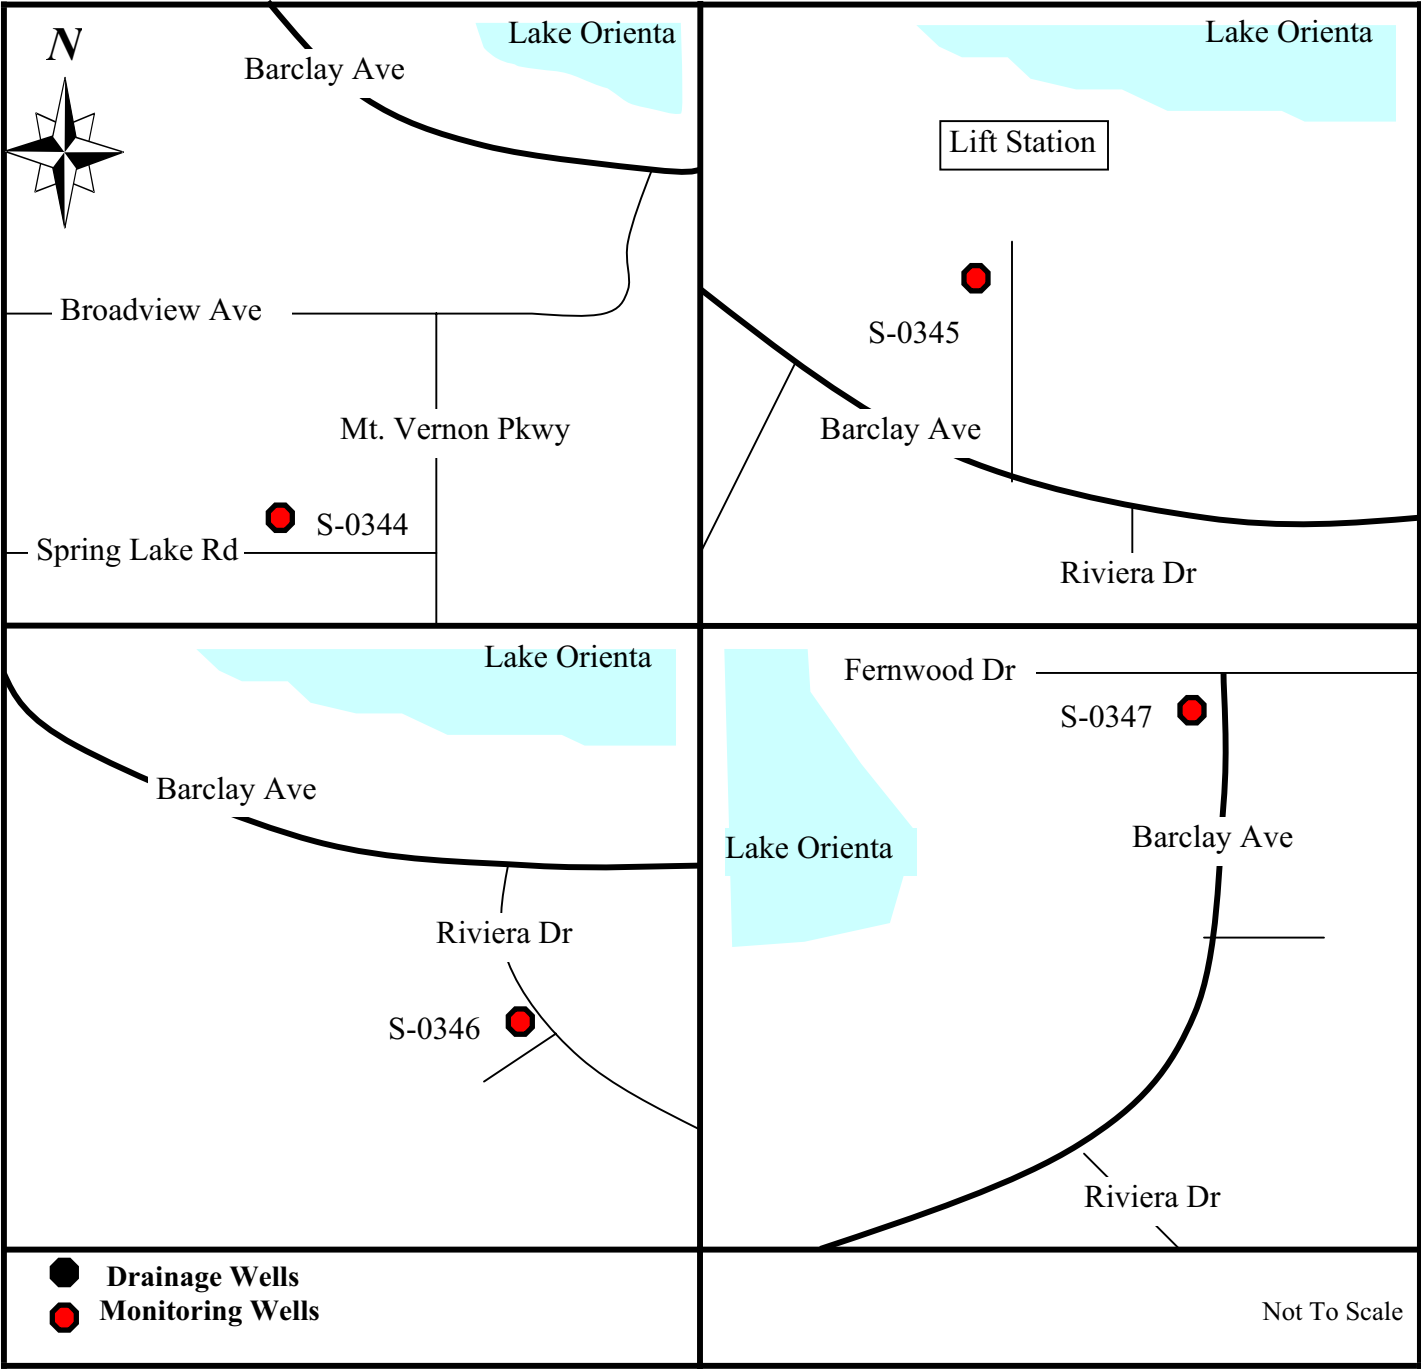 N
Lake Orienta
Barclay Ave
Broadview Ave
Mt. Vernon Pkwy
S-0344
Spring Lake Rd
Lake Orienta
Lift Station
S-0345
Barclay Ave
Riviera Dr
Lake Orienta
Barclay Ave
Riviera Dr
S-0346
Fernwood Dr
S-0347
Barclay Ave
Lake Orienta
Riviera Dr
Drainage Wells
Monitoring Wells
Not To Scale